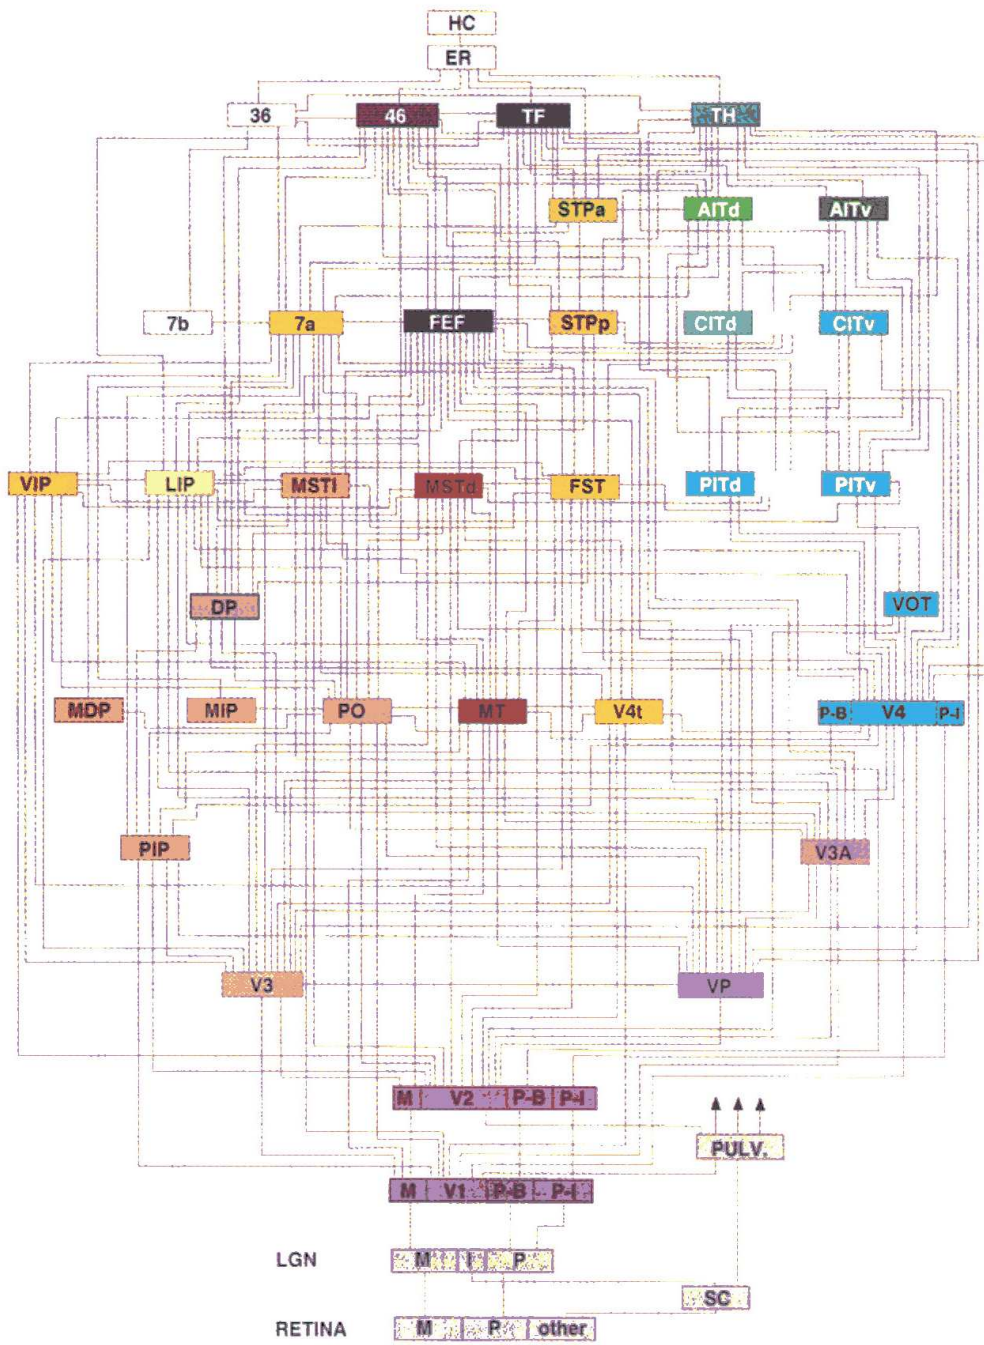 HC
ER
36 46 TF TH
STPa AITd AITv
7b 7a FEF STPp CITd CITv
VIP LIP MSTl MSTd FST PITd PITv
DP VOT
MDP MIP PO MT V4t P-B V4 P-I
PIP V3A
V3 VP
M V2 P-B P-I
PULV.
M V1 P-B P-I
LGN M I P
SC
RETINA M P other